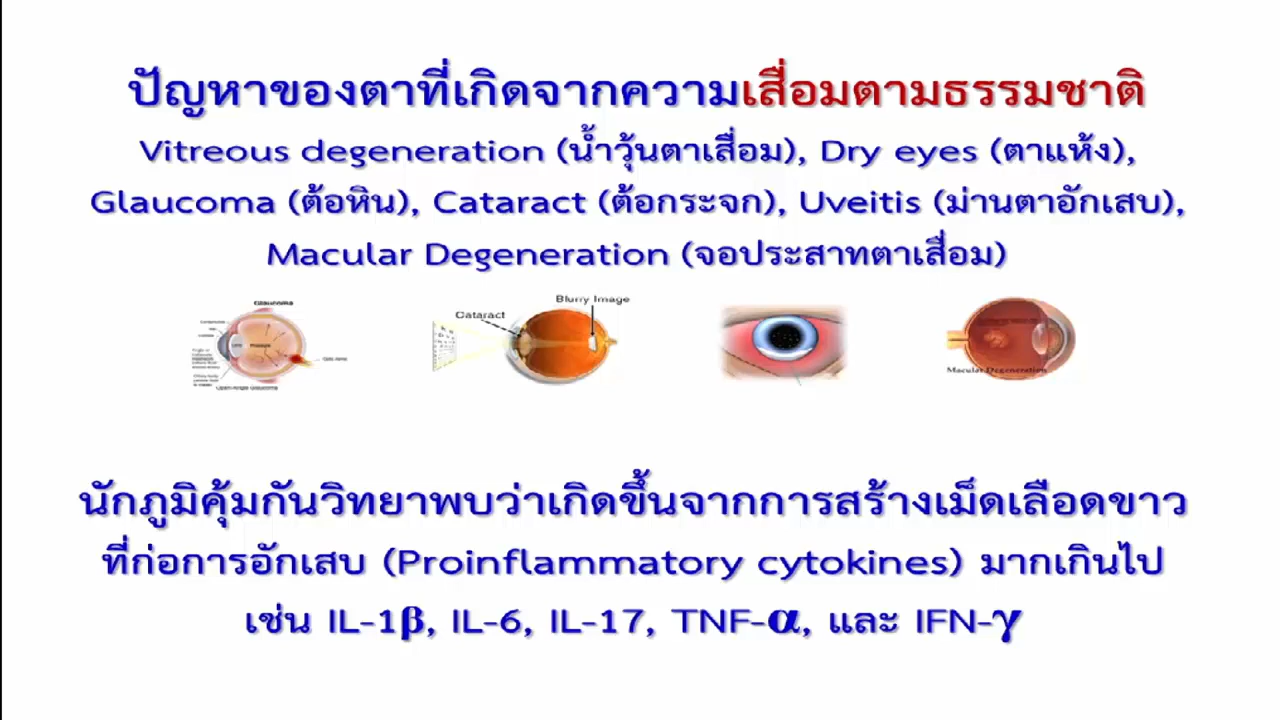 ปัญหาของตาที่เกิดจากความเสื่อมตามธรรมชาติ
Vitreous degeneration (น้ำวุ้นตาเสื่อม), Dry eyes (ตาแห้ง),
Glaucoma (ต้อหิน), Cataract (ต้อกระจก), Uveitis (ม่านตาอักเสบ),
Macular Degeneration (จอประสาทตาเสื่อม)
Glaucoma
Optic nerve
Open-Angle Glaucoma
Blurry Image
Cataract
Macular Degeneration
นักภูมิคุ้มกันวิทยาพบว่าเกิดขึ้นจากการสร้างเม็ดเลือดขาว
ที่ก่อการอักเสบ (Proinflammatory cytokines) มากเกินไป
เช่น IL-1β, IL-6, IL-17, TNF-α, และ IFN-γ